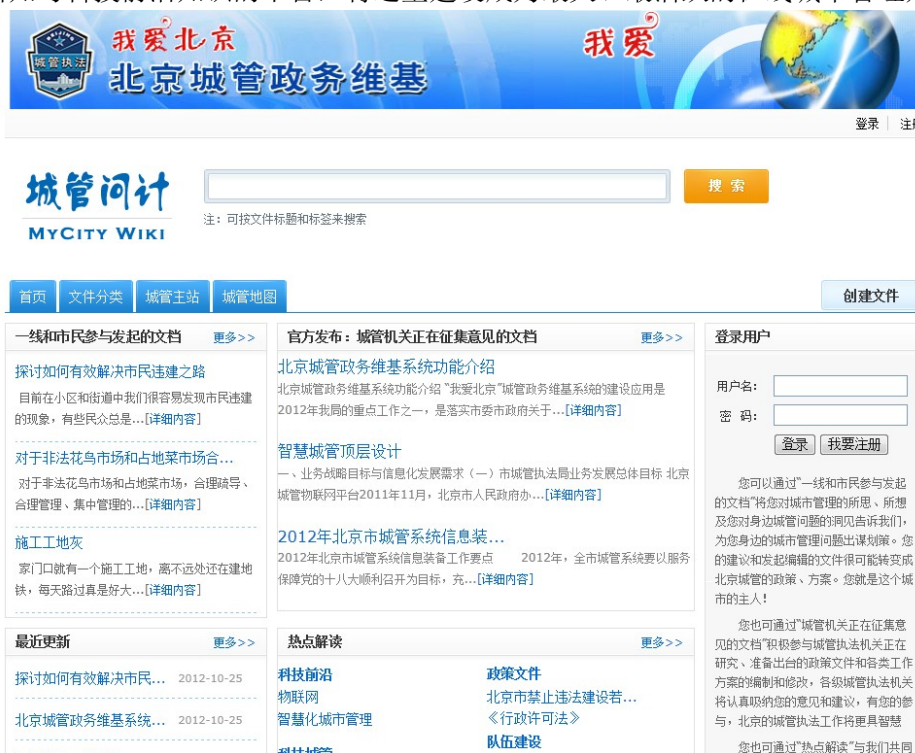 我爱北京
北京城管政务维基
我爱
城管执法
登录
城管问计
MYCITY WIKI
搜 索
注：可按文件标题和标签来搜索
首页 文件分类 城管主站 城管地图
创建文件
一线和市民参与发起的文档 更多>>
探讨如何有效解决市民违建之路
目前在小区和街道中我们很容易发现市民违建
的现象，有些民众总是...[详细内容]
对于非法花鸟市场和占地菜市场合...
对于非法花鸟市场和占地菜市场，合理疏导、
合理管理、集中管理的...[详细内容]
施工工地灰
家门口就有一个施工工地，离不远处还在建地
铁，每天路过真是好大...[详细内容]
官方发布：城管机关正在征集意见的文档 更多>>
北京城管政务维基系统功能介绍
北京城管政务维基系统功能介绍 “我爱北京”城管政务维基系统的建设应用是
2012年我局的重点工作之一，是落实市委市政府关于...[详细内容]
智慧城管顶层设计
一、业务战略目标与信息化发展需求（一）市城管执法局业务发展总体目标 北京
城管物联网平台2011年11月，北京市人民政府办...[详细内容]
2012年北京市城管系统信息装...
2012年北京市城管系统信息装备工作要点 2012年，全市城管系统要以服务
保障党的十八大顺利召开为目标，充...[详细内容]
登录用户
用户名：
密 码：
登录 我要注册
您可以通过“一线和市民参与发起
的文档”将您对城市管理的所思、所想
及您对身边城管问题的洞见告诉我们，
为您身边的城市管理问题出谋划策。您
的建议和发起编辑的文件很可能转变成
北京城管的政策、方案。您就是这个城
市的主人！
您也可通过“城管机关正在征集意
见的文档”积极参与城管执法机关正在
研究、准备出台的政策文件和各类工作
方案的编制和修改，各级城管执法机关
将认真吸纳您的意见和建议，有您的参
与，北京的城管执法工作将更具智慧
您也可通过“热点解读”与我们共同
最近更新 更多>>
探讨如何有效解决市民... 2012-10-25
北京城管政务维基系统... 2012-10-25
热点解读 更多>>
科技前沿
物联网
智慧化城市管理
科技城管
政策文件
北京市禁止违法建设若...
《行政许可法》
队伍建设